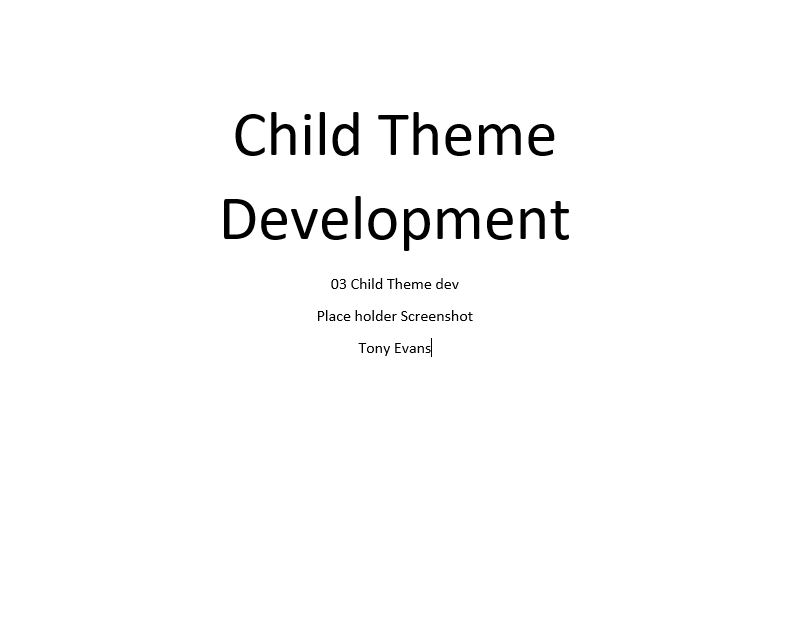 Child Theme
Development
03 Child Theme dev
Place holder Screenshot
Tony Evans